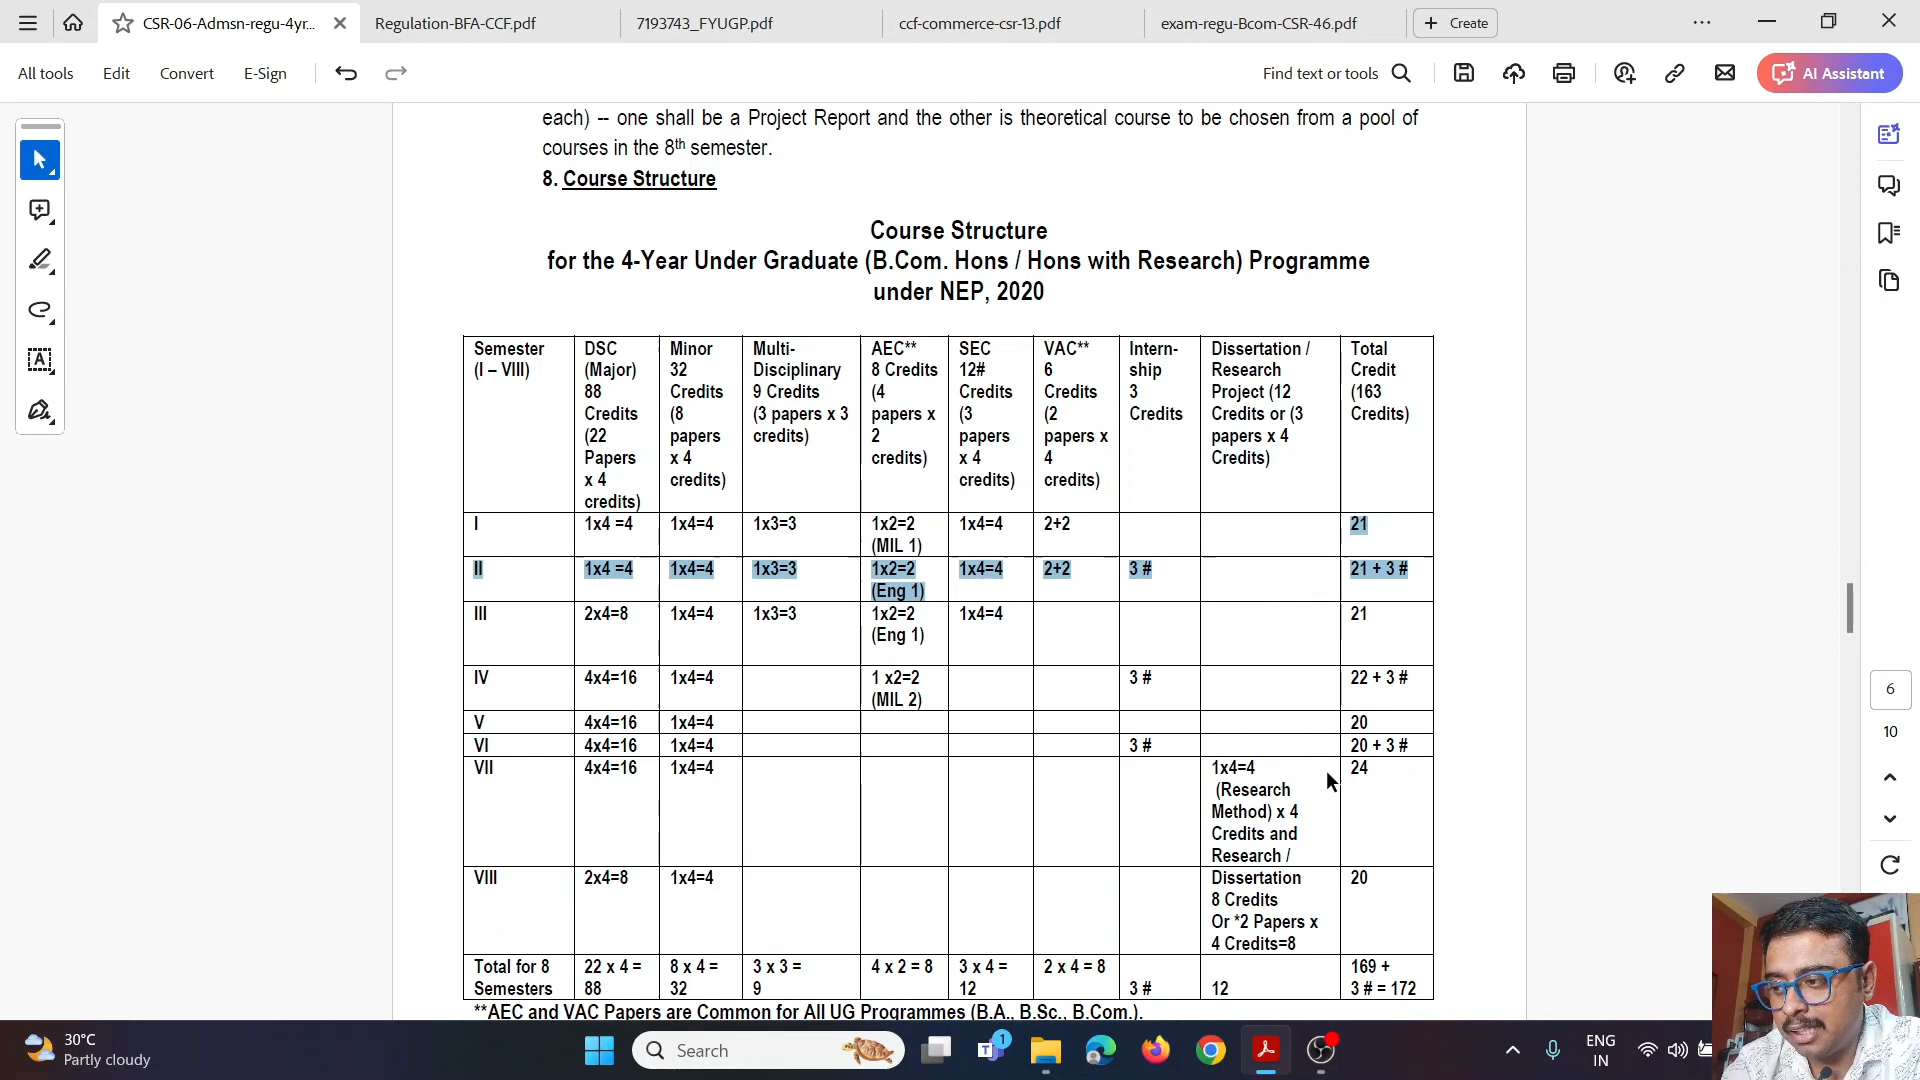 CSR-06-Admsn-regu-4yr...
Regulation-BFA-CCF.pdf
7193743_FYUGP.pdf
ccf-commerce-csr-13.pdf
exam-regu-Bcom-CSR-46.pdf
Create
All tools
Edit
Convert
E-Sign
Find text or tools
AI Assistant
each) -- one shall be a Project Report and the other is theoretical course to be chosen from a pool of
courses in the 8th semester.
8. Course Structure
Course Structure
for the 4-Year Under Graduate (B.Com. Hons / Hons with Research) Programme
under NEP, 2020
Semester
(I – VIII)
DSC
(Major)
88
Credits
(22
Papers
x 4
credits)
Minor
32
Credits
(8
papers
x 4
credits)
Multi-
Disciplinary
9 Credits
(3 papers x 3
credits)
AEC**
8 Credits
(4
papers x
2
credits)
SEC
12#
Credits
(3
papers
x 4
credits)
VAC**
6
Credits
(2
papers x
4
credits)
Intern-
ship
3
Credits
Dissertation /
Research
Project (12
Credits or (3
papers x 4
Credits)
Total
Credit
(163
Credits)
I
1x4 =4
1x4=4
1x3=3
1x2=2
(MIL 1)
1x4=4
2+2
21
II
1x4 =4
1x4=4
1x3=3
1x2=2
(Eng 1)
1x4=4
2+2
3 #
21 + 3 #
III
2x4=8
1x4=4
1x3=3
1x2=2
(Eng 1)
1x4=4
21
IV
4x4=16
1x4=4
1 x2=2
(MIL 2)
3 #
22 + 3 #
V
4x4=16
1x4=4
20
VI
4x4=16
1x4=4
3 #
20 + 3 #
VII
4x4=16
1x4=4
1x4=4
(Research
Method) x 4
Credits and
Research /
24
VIII
2x4=8
1x4=4
Dissertation
8 Credits
Or *2 Papers x
4 Credits=8
20
Total for 8
Semesters
22 x 4 =
88
8 x 4 =
32
3 x 3 =
9
4 x 2 = 8
3 x 4 =
12
2 x 4 = 8
3 #
12
169 +
3 # = 172
**AEC and VAC Papers are Common for All UG Programmes (B.A., B.Sc., B.Com.).
6
10
30°C
Partly cloudy
Search
1
ENG
IN